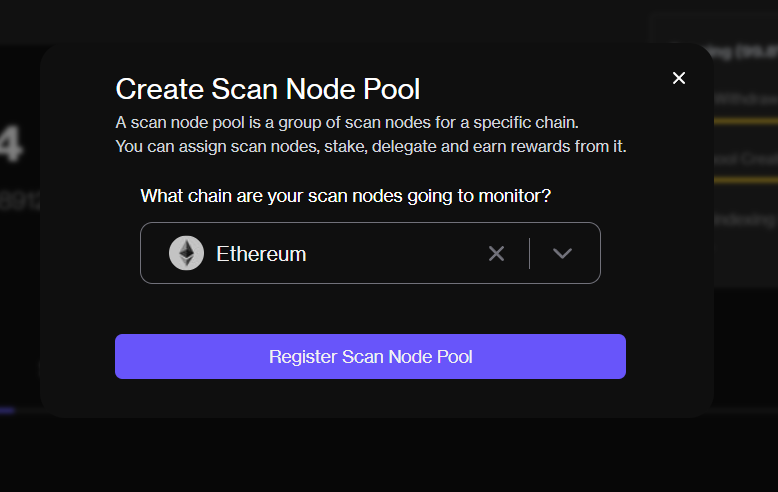 Create Scan Node Pool
A scan node pool is a group of scan nodes for a specific chain.
You can assign scan nodes, stake, delegate and earn rewards from it.
What chain are your scan nodes going to monitor?
Ethereum
Register Scan Node Pool